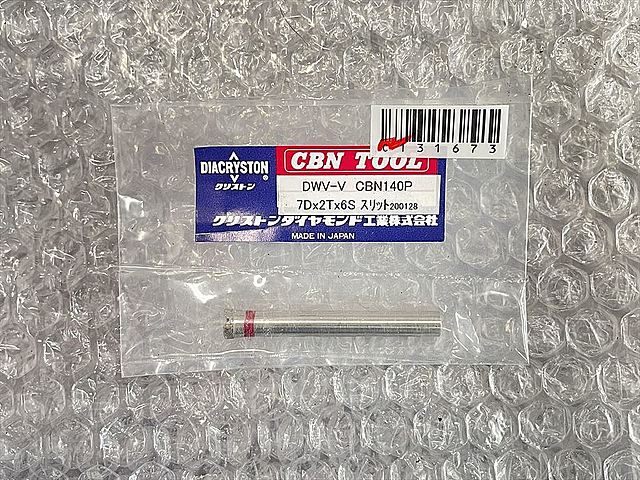 131673
DIACRYSTON®
クリストン
CBN TOOL
DWV-V CBN140P
7Dx2Tx6S スリット200128
クリストンダイヤモンド工業株式会社
MADE IN JAPAN